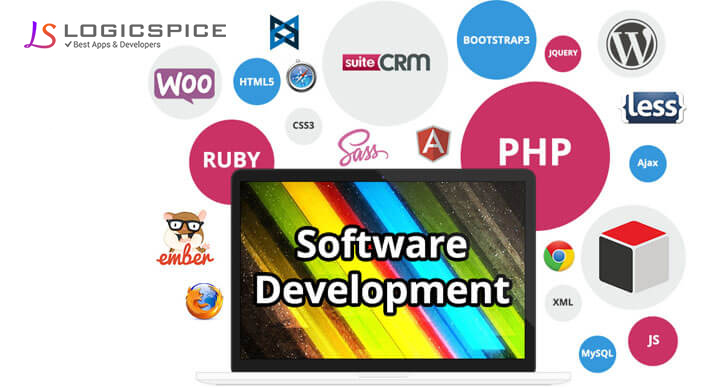 LS LOGICSPICE
Best Apps & Developers
BOOTSTRAP3
JQUERY
W
suiteCRM
WOO
HTML5
CSS3
{less}
Sass
A
PHP
RUBY
Ajax
Software
Development
ember
XML
JS
MySQL